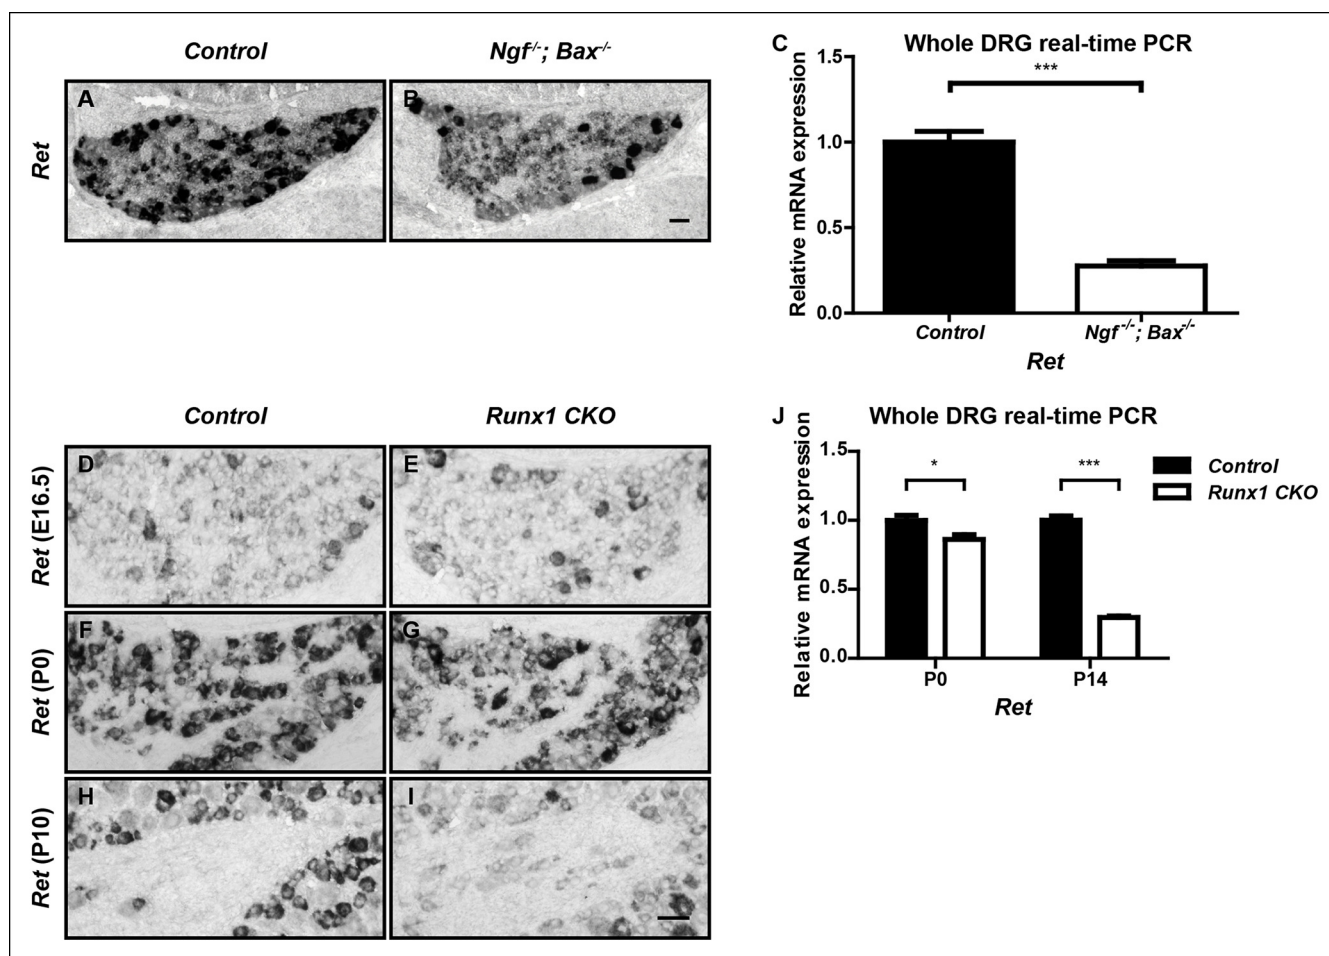 Control
Ngf-/-; Bax-/-
A
B
Ret
C
Whole DRG real-time PCR
***
1.5
1.0
0.5
0.0
Relative mRNA expression
Control
Ngf-/-; Bax-/-
Ret
Control
Runx1 CKO
D
E
Ret (E16.5)
F
G
Ret (P0)
H
I
Ret (P10)
J
Whole DRG real-time PCR
1.5
1.0
0.5
0.0
Relative mRNA expression
*
***
Control
Runx1 CKO
P0
P14
Ret